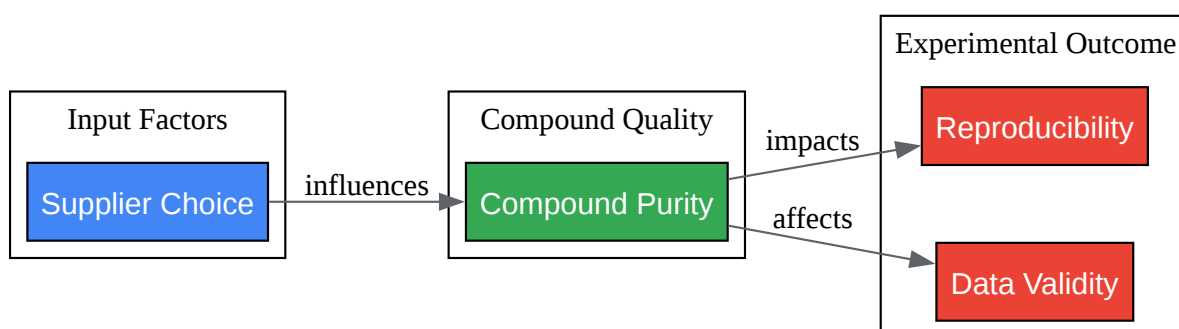 Input Factors
Supplier Choice
influences
Compound Quality
Compound Purity
impacts
affects
Experimental Outcome
Reproducibility
Data Validity